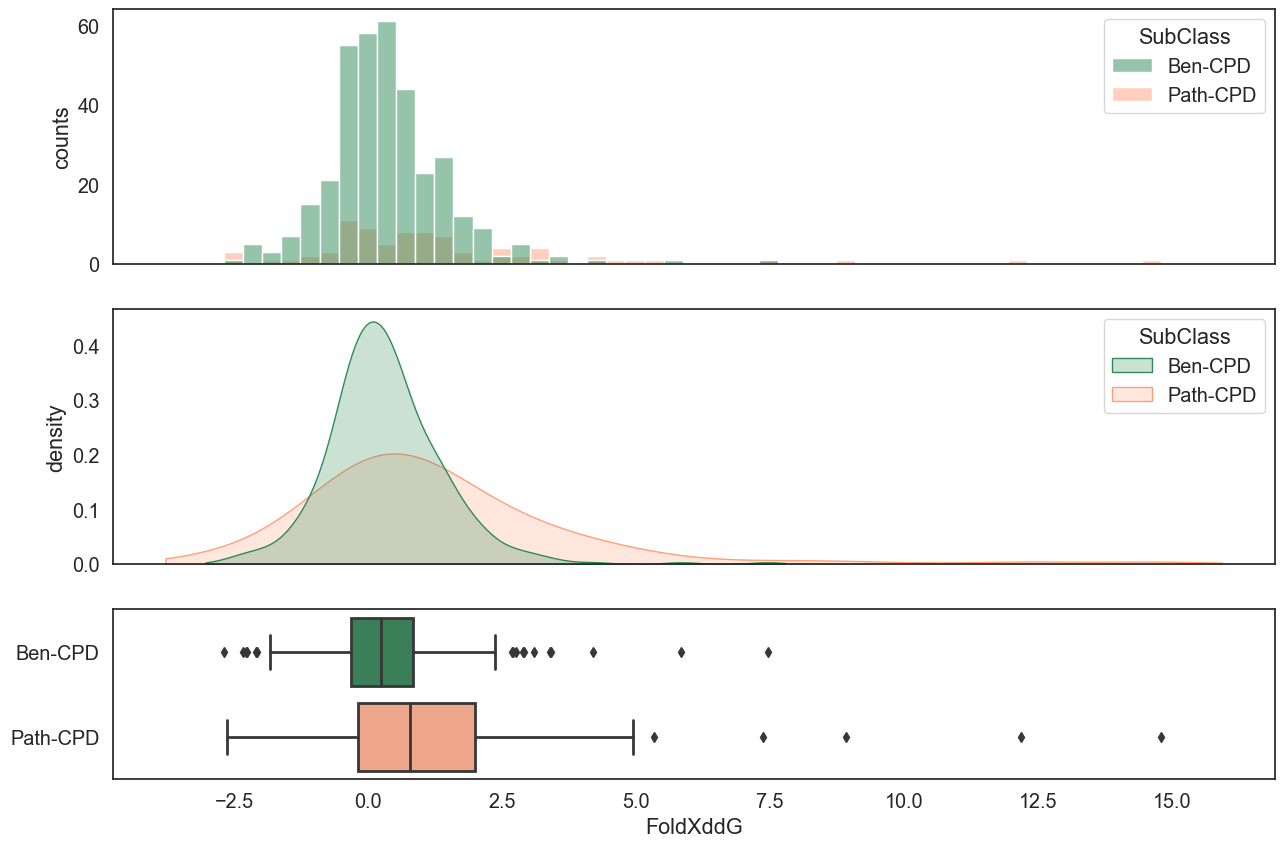 60
40
20
0
counts
SubClass
Ben-CPD
Path-CPD
0.4
0.3
0.2
0.1
0.0
density
SubClass
Ben-CPD
Path-CPD
Ben-CPD
Path-CPD
−2.5 0.0 2.5 5.0 7.5 10.0 12.5 15.0
FoldXddG